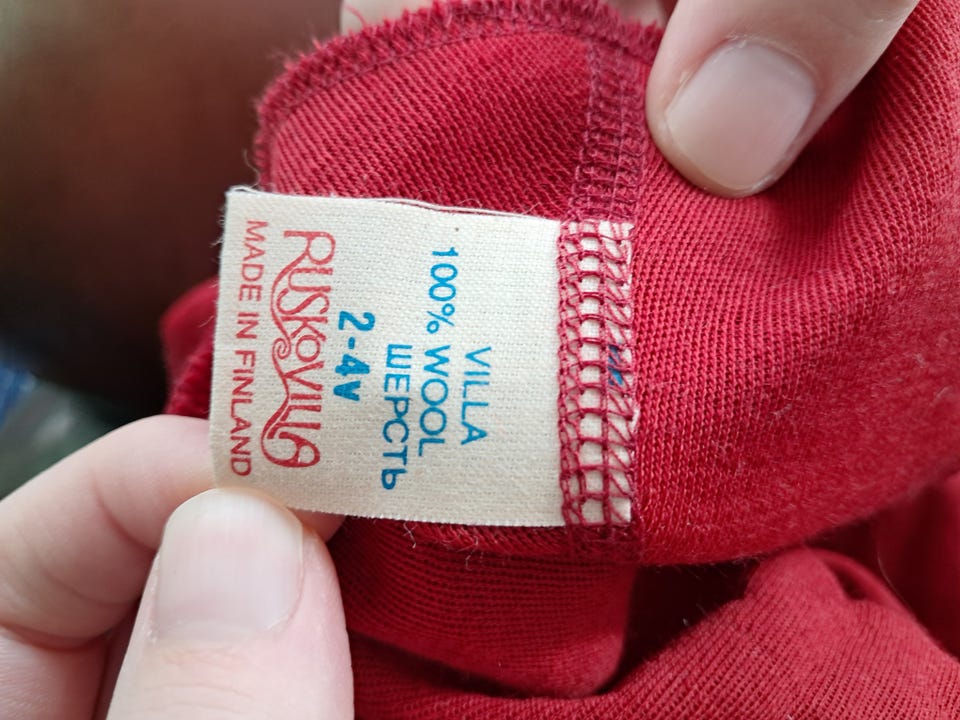 VILLA
100% WOOL
ШЕРСТЬ
2-4v
RUSKOVILLA
MADE IN FINLAND